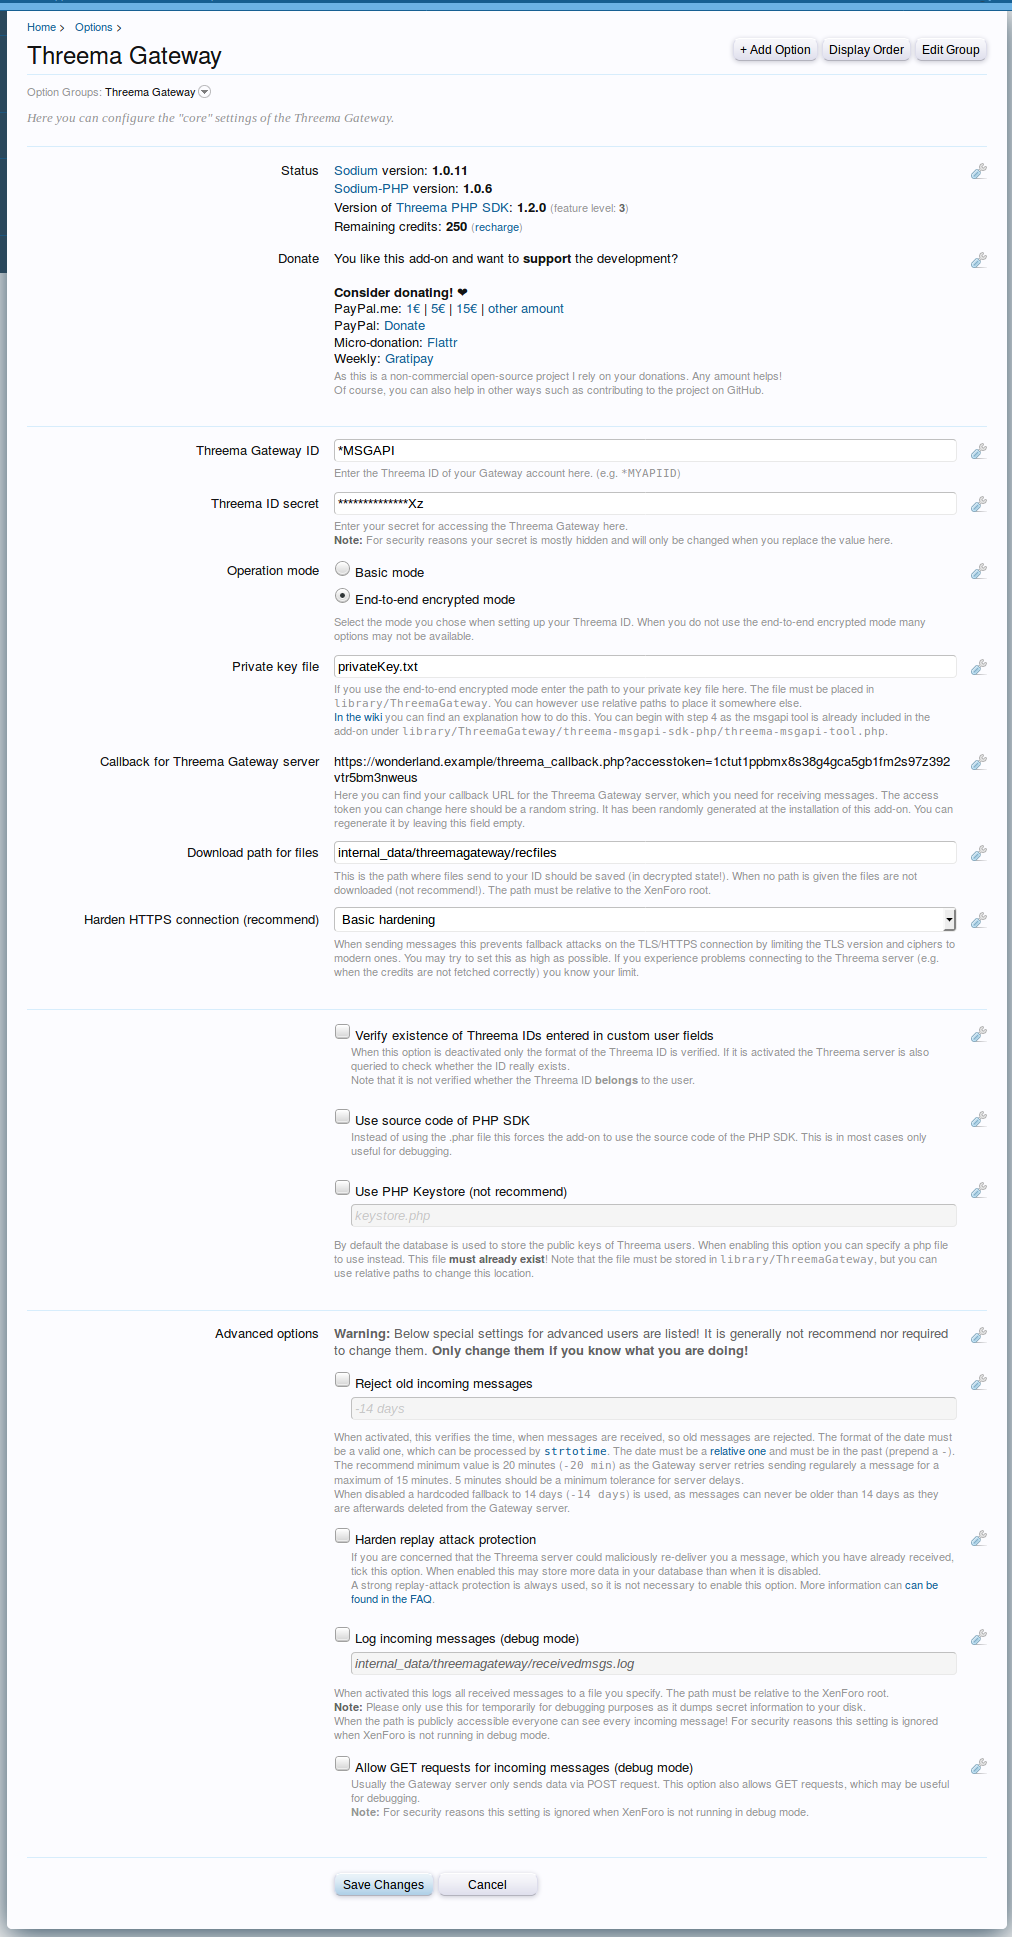 Home > Options >
Threema Gateway
+ Add Option Display Order Edit Group
Option Groups: Threema Gateway
Here you can configure the "core" settings of the Threema Gateway.
Status
Sodium version: 1.0.11
Sodium-PHP version: 1.0.6
Version of Threema PHP SDK: 1.2.0 (feature level: 3)
Remaining credits: 250 (recharge)
Donate
You like this add-on and want to support the development?
Consider donating! ❤
PayPal.me: 1€ | 5€ | 15€ | other amount
PayPal: Donate
Micro-donation: Flattr
Weekly: Gratipay
As this is a non-commercial open-source project I rely on your donations. Any amount helps!
Of course, you can also help in other ways such as contributing to the project on GitHub.
Threema Gateway ID
*MSGAPI
Enter the Threema ID of your Gateway account here. (e.g. *MYAPIID)
Threema ID secret
**************Xz
Enter your secret for accessing the Threema Gateway here.
Note: For security reasons your secret is mostly hidden and will only be changed when you replace the value here.
Operation mode
Basic mode
End-to-end encrypted mode
Select the mode you chose when setting up your Threema ID. When you do not use the end-to-end encrypted mode many
options may not be available.
Private key file
privateKey.txt
If you use the end-to-end encrypted mode enter the path to your private key file here. The file must be placed in
library/ThreemaGateway. You can however use relative paths to place it somewhere else.
In the wiki you can find an explanation how to do this. You can begin with step 4 as the msgapi tool is already included in the
add-on under library/ThreemaGateway/threema-msgapi-sdk-php/threema-msgapi-tool.php.
Callback for Threema Gateway server
https://wonderland.example/threema_callback.php?accesstoken=1ctut1ppbmx8s38g4gca5gb1fm2s97z392
vtr5bm3nweus
Here you can find your callback URL for the Threema Gateway server, which you need for receiving messages. The access
token you can change here should be a random string. It has been randomly generated at the installation of this add-on. You can
regenerate it by leaving this field empty.
Download path for files
internal_data/threemagateway/recfiles
This is the path where files send to your ID should be saved (in decrypted state!). When no path is given the files are not
downloaded (not recommend!). The path must be relative to the XenForo root.
Harden HTTPS connection (recommend)
Basic hardening
When sending messages this prevents fallback attacks on the TLS/HTTPS connection by limiting the TLS version and ciphers to
modern ones. You may try to set this as high as possible. If you experience problems connecting to the Threema server (e.g.
when the credits are not fetched correctly) you know your limit.
Verify existence of Threema IDs entered in custom user fields
When this option is deactivated only the format of the Threema ID is verified. If it is activated the Threema server is also
queried to check whether the ID really exists.
Note that it is not verified whether the Threema ID belongs to the user.
Use source code of PHP SDK
Instead of using the .phar file this forces the add-on to use the source code of the PHP SDK. This is in most cases only
useful for debugging.
Use PHP Keystore (not recommend)
keystore.php
By default the database is used to store the public keys of Threema users. When enabling this option you can specify a php file
to use instead. This file must already exist! Note that the file must be stored in library/ThreemaGateway, but you can
use relative paths to change this location.
Advanced options
Warning: Below special settings for advanced users are listed! It is generally not recommend nor required
to change them. Only change them if you know what you are doing!
Reject old incoming messages
-14 days
When activated, this verifies the time, when messages are received, so old messages are rejected. The format of the date must
be a valid one, which can be processed by strtotime. The date must be a relative one and must be in the past (prepend a -).
The recommend minimum value is 20 minutes (-20 min) as the Gateway server retries sending regularely a message for a
maximum of 15 minutes. 5 minutes should be a minimum tolerance for server delays.
When disabled a hardcoded fallback to 14 days (-14 days) is used, as messages can never be older than 14 days as they
are afterwards deleted from the Gateway server.
Harden replay attack protection
If you are concerned that the Threema server could maliciously re-deliver you a message, which you have already received,
tick this option. When enabled this may store more data in your database than when it is disabled.
A strong replay-attack protection is always used, so it is not necessary to enable this option. More information can can be
found in the FAQ.
Log incoming messages (debug mode)
internal_data/threemagateway/receivedmsgs.log
When activated this logs all received messages to a file you specify. The path must be relative to the XenForo root.
Note: Please only use this for temporarily for debugging purposes as it dumps secret information to your disk.
When the path is publicly accessible everyone can see every incoming message! For security reasons this setting is ignored
when XenForo is not running in debug mode.
Allow GET requests for incoming messages (debug mode)
Usually the Gateway server only sends data via POST request. This option also allows GET requests, which may be useful
for debugging.
Note: For security reasons this setting is ignored when XenForo is not running in debug mode.
Save Changes Cancel